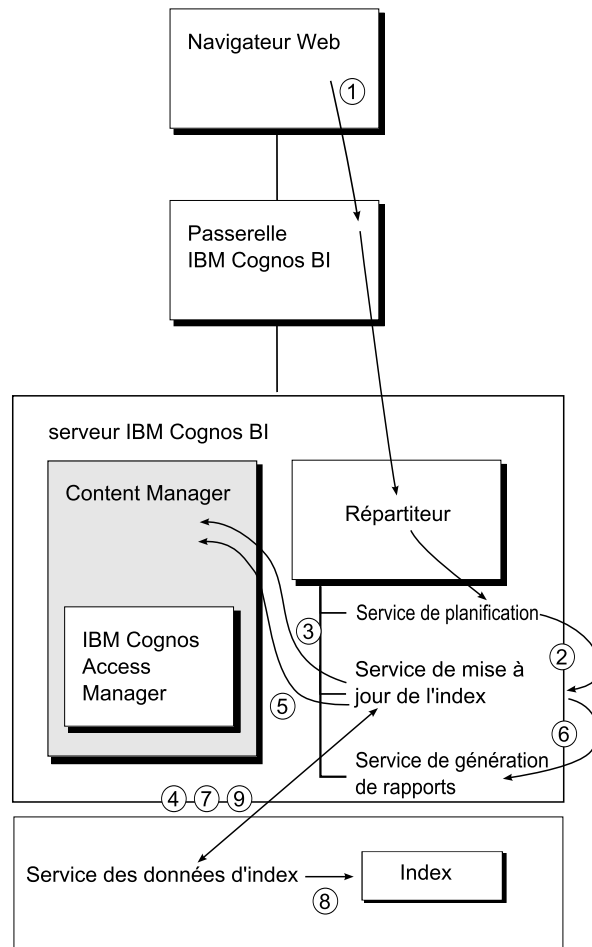 Navigateur Web
①
Passerelle
IBM Cognos BI
serveur IBM Cognos BI
Content Manager
Répartiteur
Service de planification
③
②
IBM Cognos
Access
Manager
Service de mise à
jour de l'index
⑤
⑥
Service de génération
de rapports
④ ⑦ ⑨
Service des données d'index
Index
⑧